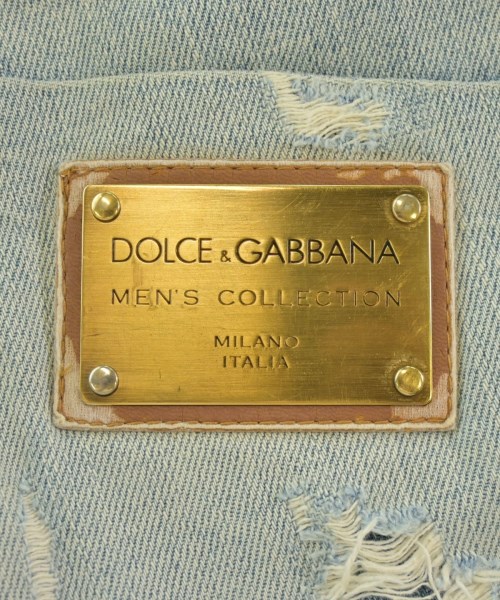 DOLCE & GABBANA
MEN'S COLLECTION
MILANO
ITALIA